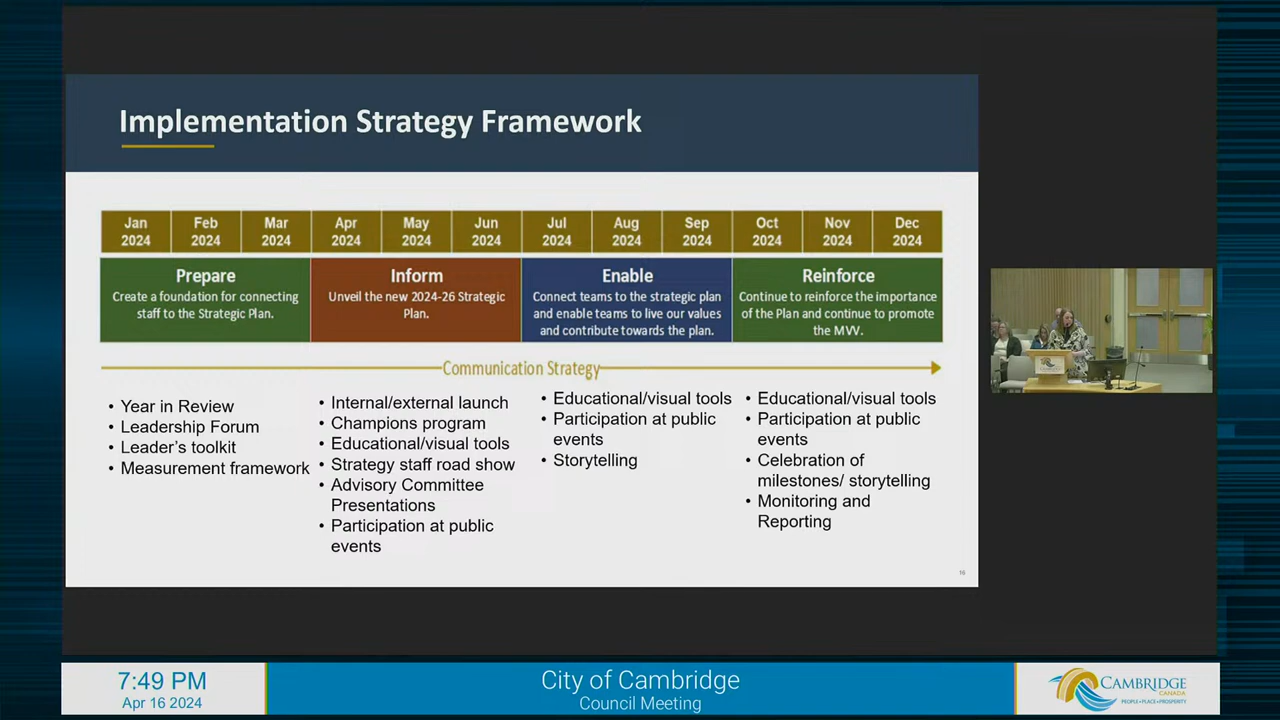 Implementation Strategy Framework
Jan 2024
Feb 2024
Mar 2024
Apr 2024
May 2024
Jun 2024
Jul 2024
Aug 2024
Sep 2024
Oct 2024
Nov 2024
Dec 2024
Prepare
Create a foundation for connecting
staff to the Strategic Plan.
Inform
Unveil the new 2024-26 Strategic
Plan.
Enable
Connect teams to the strategic plan
and enable teams to live our values
and contribute towards the plan.
Reinforce
Continue to reinforce the importance
of the Plan and continue to promote
the MVV.
Communication Strategy
• Year in Review
• Leadership Forum
• Leader's toolkit
• Measurement framework
• Internal/external launch
• Champions program
• Educational/visual tools
• Strategy staff road show
• Advisory Committee
Presentations
• Participation at public
events
• Educational/visual tools
• Participation at public
events
• Storytelling
• Educational/visual tools
• Participation at public
events
• Celebration of
milestones/ storytelling
• Monitoring and
Reporting
16
7:49 PM
Apr 16 2024
City of Cambridge
Council Meeting
CAMBRIDGE
CANADA
PEOPLE•PLACE•PROSPERITY